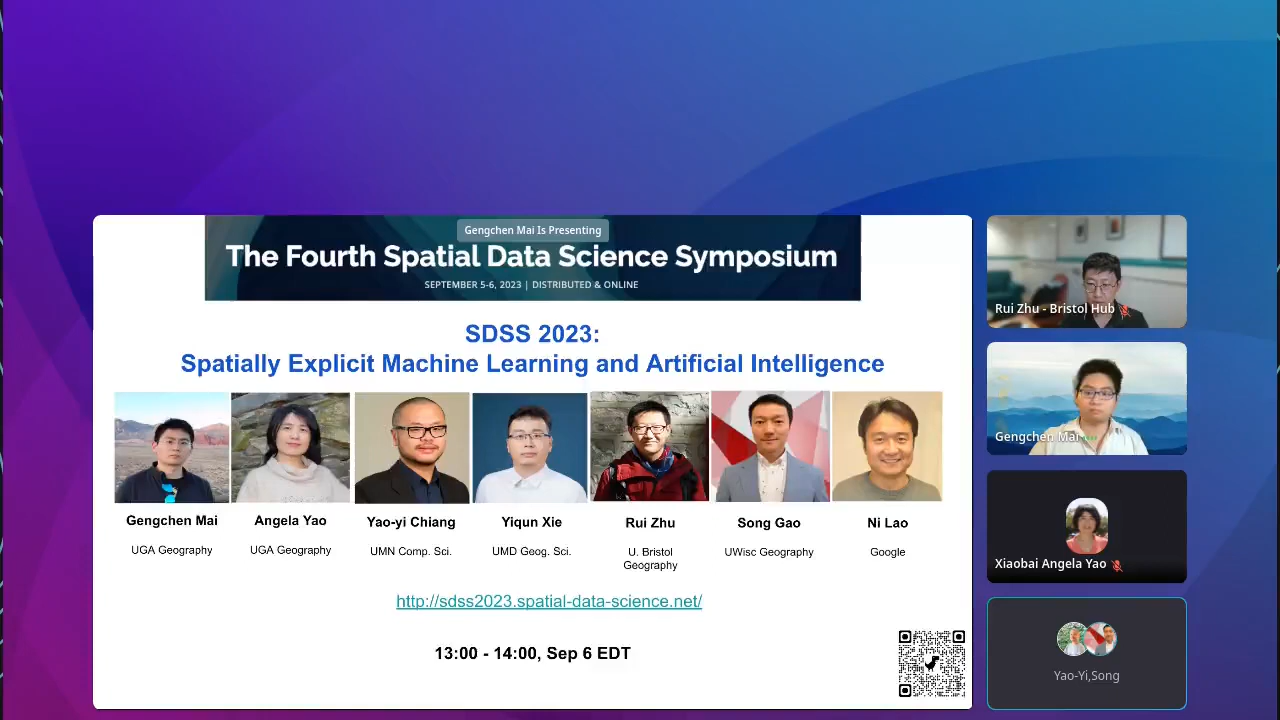 Gengchen Mai Is Presenting
The Fourth Spatial Data Science Symposium
SEPTEMBER 5-6, 2023 | DISTRIBUTED & ONLINE
SDSS 2023:
Spatially Explicit Machine Learning and Artificial Intelligence
Gengchen Mai
UGA Geography
Angela Yao
UGA Geography
Yao-yi Chiang
UMN Comp. Sci.
Yiqun Xie
UMD Geog. Sci.
Rui Zhu
U. Bristol
Geography
Song Gao
UWisc Geography
Ni Lao
Google
http://sdss2023.spatial-data-science.net/
13:00 - 14:00, Sep 6 EDT
Rui Zhu - Bristol Hub
Gengchen Mai
Xiaobai Angela Yao
Yao-Yi,Song